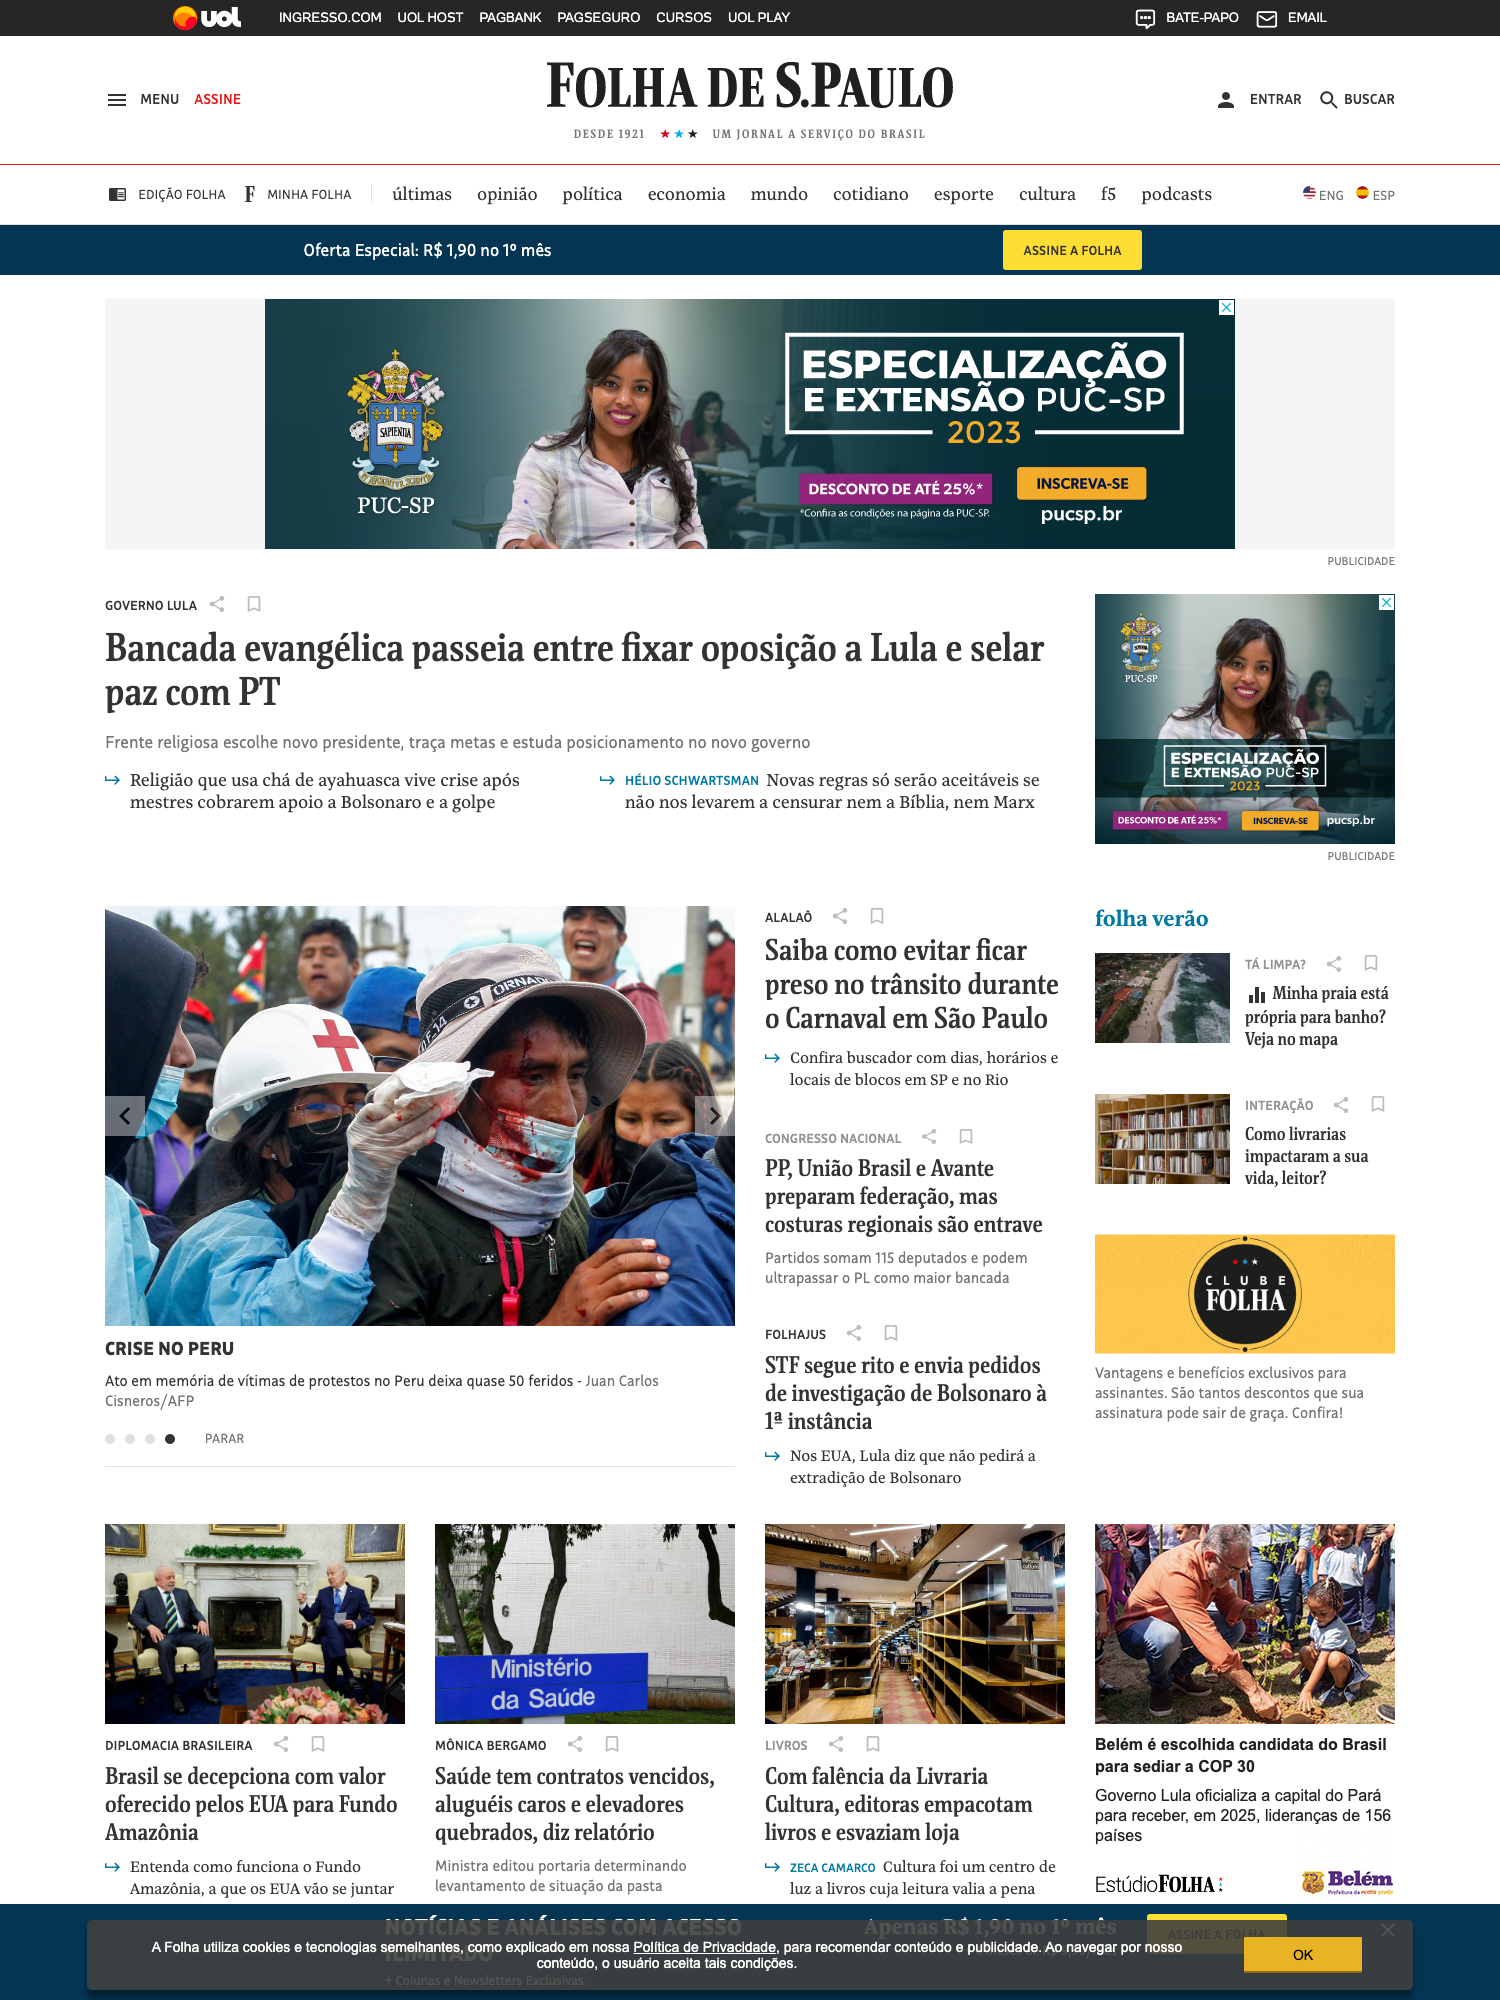 uol INGRESSO.COM UOL HOST PAGBANK PAGSEGURO CURSOS UOL PLAY BATE-PAPO EMAIL
MENU ASSINE
FOLHA DE S.PAULO
DESDE 1921 ★★★ UM JORNAL A SERVIÇO DO BRASIL
ENTRAR BUSCAR
EDIÇÃO FOLHA F MINHA FOLHA últimas opinião política economia mundo cotidiano esporte cultura f5 podcasts ENG ESP
Oferta Especial: R$ 1,90 no 1º mês ASSINE A FOLHA
SAPIENTIA
PUC-SP
ESPECIALIZAÇÃO
E EXTENSÃO PUC-SP
2023
DESCONTO DE ATÉ 25%*
*Confira as condições na página da PUC-SP.
INSCREVA-SE
pucsp.br
PUBLICIDADE
GOVERNO LULA
Bancada evangélica passeia entre fixar oposição a Lula e selar
paz com PT
Frente religiosa escolhe novo presidente, traça metas e estuda posicionamento no novo governo
Religião que usa chá de ayahuasca vive crise após
mestres cobrarem apoio a Bolsonaro e a golpe
HÉLIO SCHWARTSMAN Novas regras só serão aceitáveis se
não nos levarem a censurar nem a Bíblia, nem Marx
PUC-SP
ESPECIALIZAÇÃO
E EXTENSÃO PUC-SP
2023
DESCONTO DE ATÉ 25%* INSCREVA-SE pucsp.br
PUBLICIDADE
JORNADA
F-14
CRISE NO PERU
Ato em memória de vítimas de protestos no Peru deixa quase 50 feridos - Juan Carlos
Cisneros/AFP
PARAR
ALALAÔ
Saiba como evitar ficar
preso no trânsito durante
o Carnaval em São Paulo
Confira buscador com dias, horários e
locais de blocos em SP e no Rio
CONGRESSO NACIONAL
PP, União Brasil e Avante
preparam federação, mas
costuras regionais são entrave
Partidos somam 115 deputados e podem
ultrapassar o PL como maior bancada
FOLHAJUS
STF segue rito e envia pedidos
de investigação de Bolsonaro à
1ª instância
Nos EUA, Lula diz que não pedirá a
extradição de Bolsonaro
folha verão
TÁ LIMPA?
Minha praia está
própria para banho?
Veja no mapa
INTERAÇÃO
Como livrarias
impactaram a sua
vida, leitor?
CLUBE
FOLHA
Vantagens e benefícios exclusivos para
assinantes. São tantos descontos que sua
assinatura pode sair de graça. Confira!
DIPLOMACIA BRASILEIRA
Brasil se decepciona com valor
oferecido pelos EUA para Fundo
Amazônia
Entenda como funciona o Fundo
Amazônia, a que os EUA vão se juntar
Ministério
da Saúde
MÔNICA BERGAMO
Saúde tem contratos vencidos,
aluguéis caros e elevadores
quebrados, diz relatório
Ministra editou portaria determinando
levantamento de situação da pasta
livraria cultura
LIVROS
Com falência da Livraria
Cultura, editoras empacotam
livros e esvaziam loja
ZECA CAMARCO Cultura foi um centro de
luz a livros cuja leitura valia a pena
Belém é escolhida candidata do Brasil
para sediar a COP 30
Governo Lula oficializa a capital do Pará
para receber, em 2025, lideranças de 156
países
EstúdioFOLHA Belém
Prefeitura da nossa gente
NOTÍCIAS E ANÁLISES COM ACESSO
ILIMITADO
+ Colunas e Newsletters Exclusivas
Apenas R$ 1,90 no 1º mês
ASSINE A FOLHA
A Folha utiliza cookies e tecnologias semelhantes, como explicado em nossa Política de Privacidade, para recomendar conteúdo e publicidade. Ao navegar por nosso
conteúdo, o usuário aceita tais condições.
OK